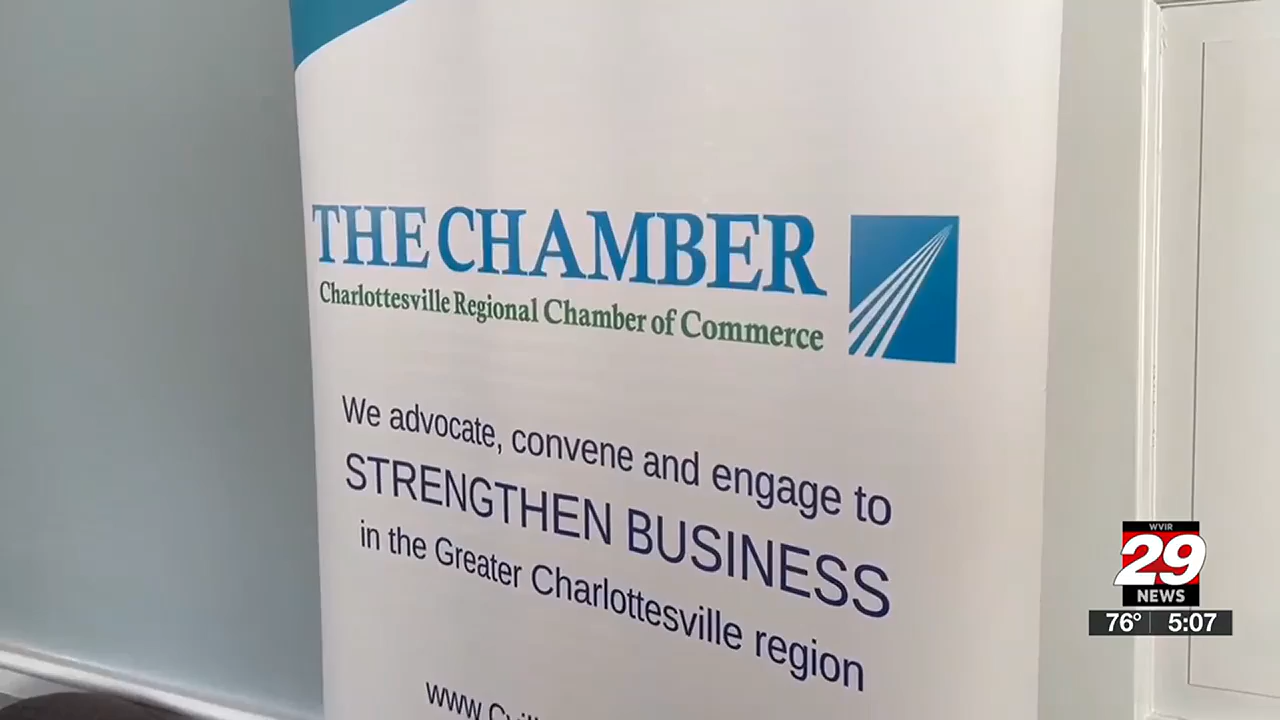 THE CHAMBER
Charlottesville Regional Chamber of Commerce
We advocate, convene and engage to
STRENGTHEN BUSINESS
in the Greater Charlottesville region
WVIR
29
NEWS
76° 5:07